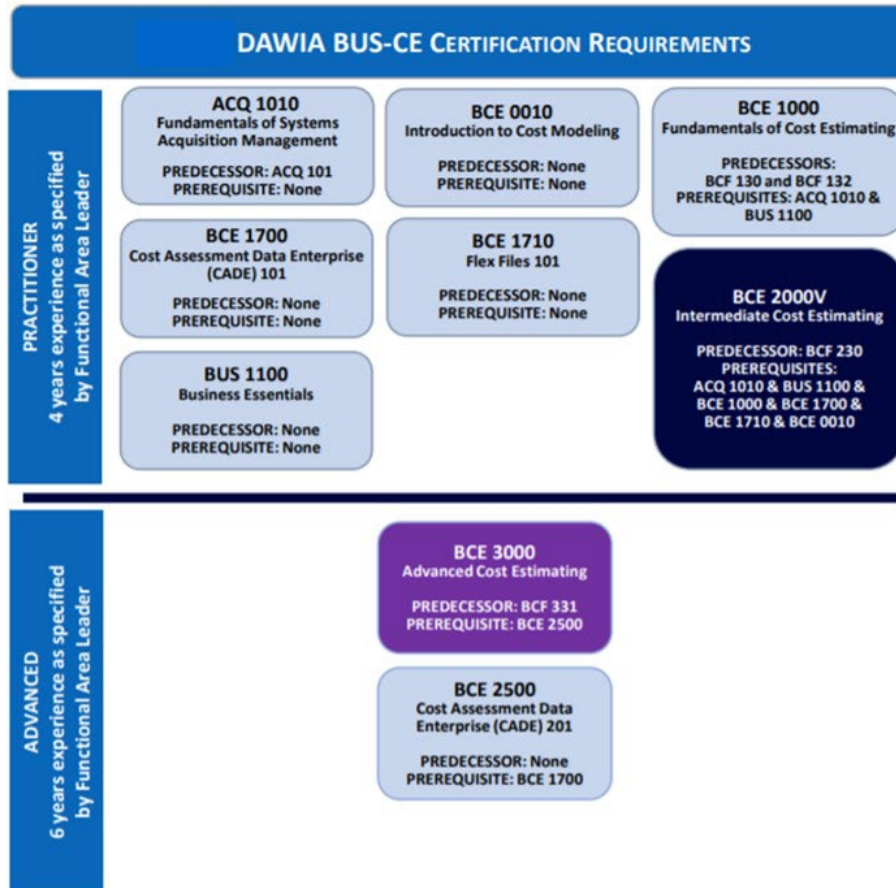 DAWIA BUS-CE CERTIFICATION REQUIREMENTS
PRACTITIONER
4 years experience as specified
by Functional Area Leader
ACQ 1010
Fundamentals of Systems
Acquisition Management
PREDECESSOR: ACQ 101
PREREQUISITE: None
BCE 0010
Introduction to Cost Modeling
PREDECESSOR: None
PREREQUISITE: None
BCE 1000
Fundamentals of Cost Estimating
PREDECESSORS:
BCF 130 and BCF 132
PREREQUISITES: ACQ 1010 &
BUS 1100
BCE 1700
Cost Assessment Data Enterprise
(CADE) 101
PREDECESSOR: None
PREREQUISITE: None
BCE 1710
Flex Files 101
PREDECESSOR: None
PREREQUISITE: None
BCE 2000V
Intermediate Cost Estimating
PREDECESSOR: BCF 230
PREREQUISITES:
ACQ 1010 & BUS 1100 &
BCE 1000 & BCE 1700 &
BCE 1710 & BCE 0010
BUS 1100
Business Essentials
PREDECESSOR: None
PREREQUISITE: None
ADVANCED
6 years experience as specified
by Functional Area Leader
BCE 3000
Advanced Cost Estimating
PREDECESSOR: BCF 331
PREREQUISITE: BCE 2500
BCE 2500
Cost Assessment Data
Enterprise (CADE) 201
PREDECESSOR: None
PREREQUISITE: BCE 1700